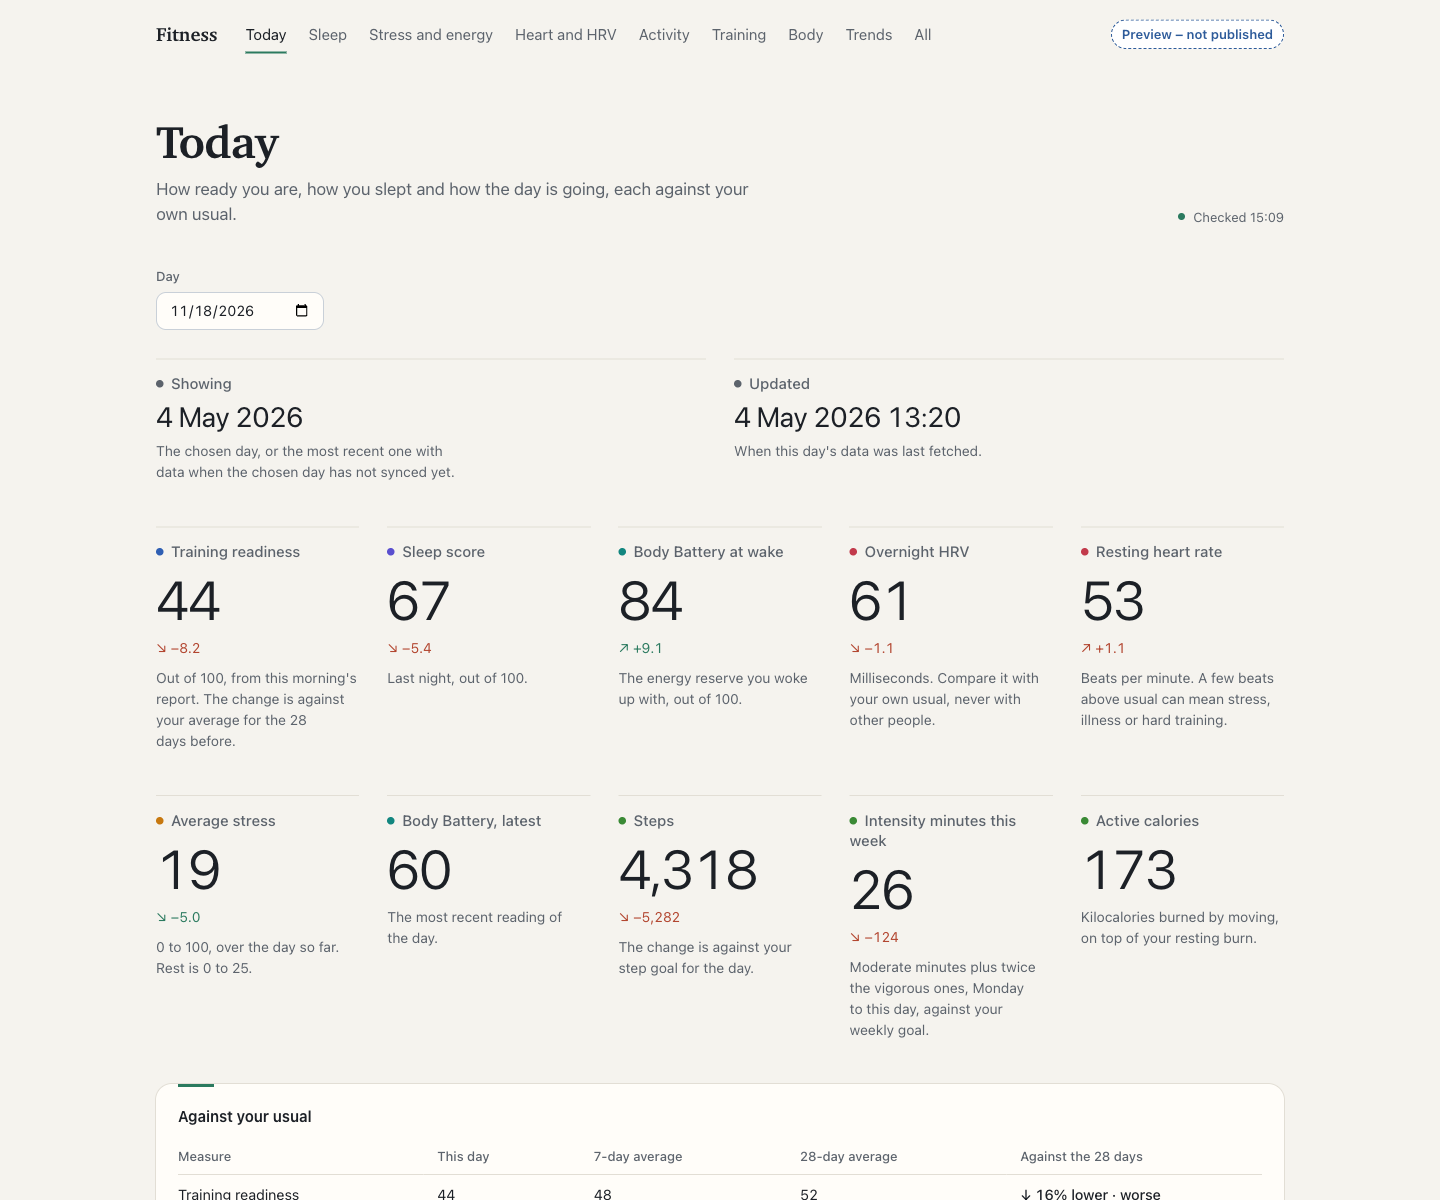 Fitness
Today
Sleep
Stress and energy
Heart and HRV
Activity
Training
Body
Trends
All
Preview – not published
Today
How ready you are, how you slept and how the day is going, each against your
own usual.
Checked 15:09
Day
11/18/2026
Showing
4 May 2026
The chosen day, or the most recent one with
data when the chosen day has not synced yet.
Updated
4 May 2026 13:20
When this day's data was last fetched.
Training readiness
44
↘ −8.2
Out of 100, from this morning's
report. The change is against
your average for the 28
days before.
Sleep score
67
↘ −5.4
Last night, out of 100.
Body Battery at wake
84
↗ +9.1
The energy reserve you woke
up with, out of 100.
Overnight HRV
61
↘ −1.1
Milliseconds. Compare it with
your own usual, never with
other people.
Resting heart rate
53
↗ +1.1
Beats per minute. A few beats
above usual can mean stress,
illness or hard training.
Average stress
19
↘ −5.0
0 to 100, over the day so far.
Rest is 0 to 25.
Body Battery, latest
60
The most recent reading of
the day.
Steps
4,318
↘ −5,282
The change is against your
step goal for the day.
Intensity minutes this
week
26
↘ −124
Moderate minutes plus twice
the vigorous ones, Monday
to this day, against your
weekly goal.
Active calories
173
Kilocalories burned by moving,
on top of your resting burn.
Against your usual
Measure
This day
7-day average
28-day average
Against the 28 days
Training readiness
44
48
52
↓ 16% lower · worse